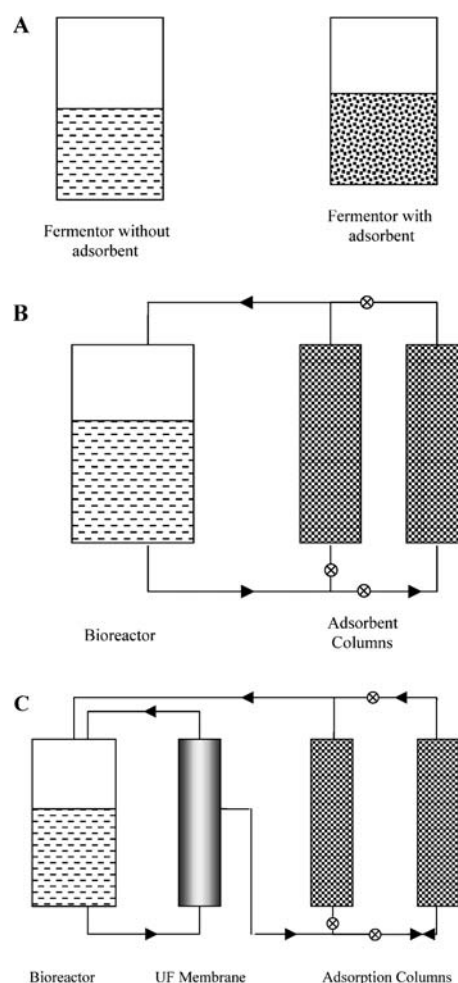 A
Fermentor without
adsorbent
Fermentor with
adsorbent
B
Bioreactor
Adsorbent
Columns
C
Bioreactor
UF Membrane
Adsorption Columns